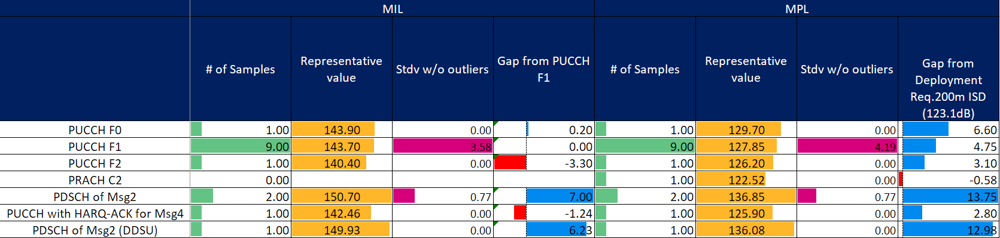 MIL MPL
# of Samples Representative value Stdv w/o outliers Gap from PUCCH F1 # of Samples Representative value Stdv w/o outliers Gap from Deployment Req.200m ISD (123.1dB)
PUCCH F0 1.00 143.90 0.00 0.20 1.00 129.70 0.00 6.60
PUCCH F1 9.00 143.70 3.58 0.00 9.00 127.85 4.19 4.75
PUCCH F2 1.00 140.40 0.00 -3.30 1.00 126.20 0.00 3.10
PRACH C2 0.00 1.00 122.52 0.00 -0.58
PDSCH of Msg2 2.00 150.70 0.77 7.00 2.00 136.85 0.77 13.75
PUCCH with HARQ-ACK for Msg4 1.00 142.46 0.00 -1.24 1.00 125.90 0.00 2.80
PDSCH of Msg2 (DDSU) 1.00 149.93 0.00 6.23 1.00 136.08 0.00 12.98